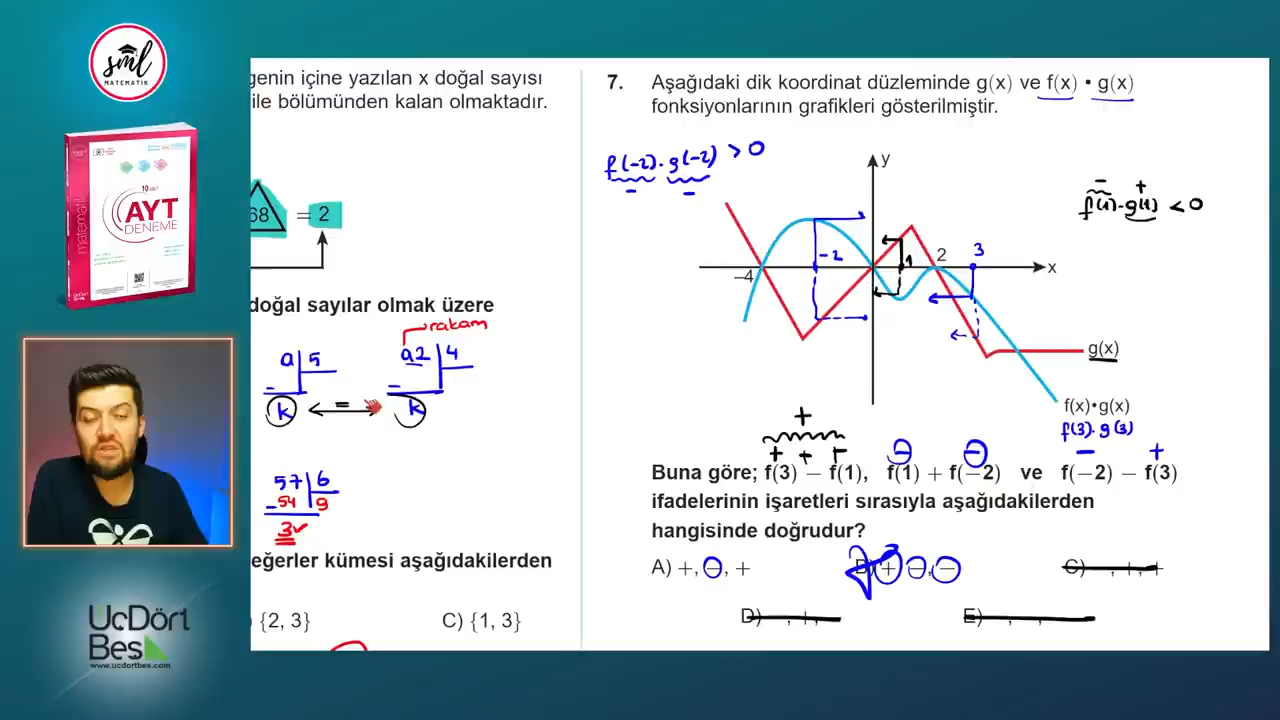 sml
MATEMATİK
10 ADET
AYT
DENEME
matematik
UcDört
Bes
www.ucdortbes.com
genin içine yazılan x doğal sayısı
ile bölümünden kalan olmaktadır.
68 = 2
doğal sayılar olmak üzere
rakam
a 5
a2 4
k = k
57 6
-54 9
3
eğerler kümesi aşağıdakilerden
) {2, 3} C) {1, 3}
7. Aşağıdaki dik koordinat düzleminde g(x) ve f(x) • g(x)
fonksiyonlarının grafikleri gösterilmiştir.
f(-2).g(-2) > 0
- -
- +
f(1).g(1) < 0
y
-4 -2 1 2 3 x
g(x)
f(x)•g(x)
f(3).g(3)
+
+ + +
- - - +
Buna göre; f(3) − f(1), f(1) + f(−2) ve f(−2) − f(3)
ifadelerinin işaretleri sırasıyla aşağıdakilerden
hangisinde doğrudur?
A) +, −, + B) +, −, − C) , +, +
D) , +, E) , ,